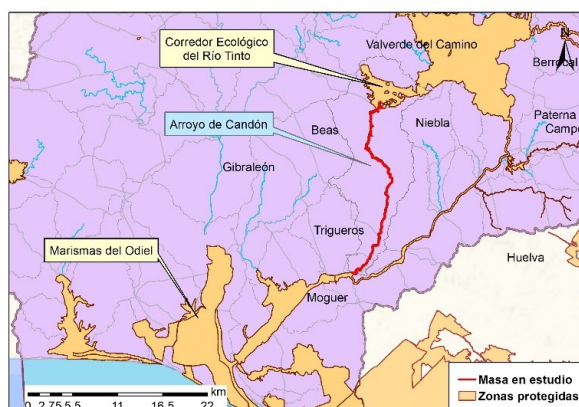 Corredor Ecológico
del Río Tinto
Valverde del Camino
N
Berrocal
Arroyo de Candón
Beas
Niebla
Paterna
Campo
Gibraleón
Trigueros
Marismas del Odiel
Huelva
Moguer
km
0 2.75 5.5 11 16.5 22
Masa en estudio
Zonas protegidas